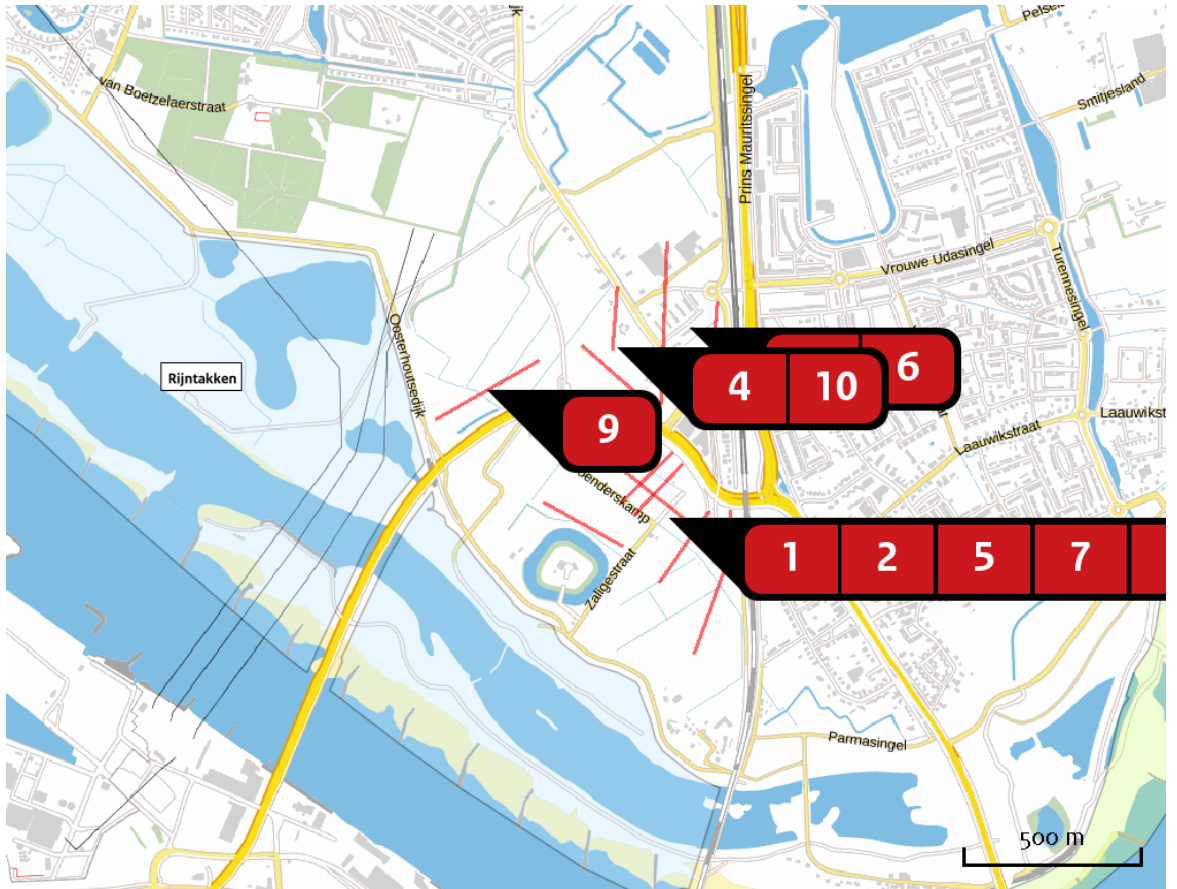 van Boetzelaerstraat
Prins Mauritssingel
Smitjesland
Vrouwe Udasingel
Turennesingel
Oosterhoutsedijk
Rijntakken
6
4 10
9
Laauwikstraat
Zaligestraat
1 2 5 7
Parmasingel
500 m